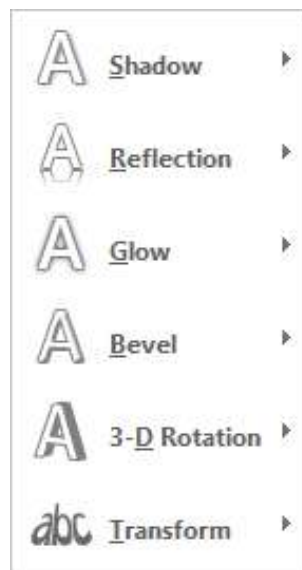 Shadow
Reflection
Glow
Bevel
3-D Rotation
abc Transform